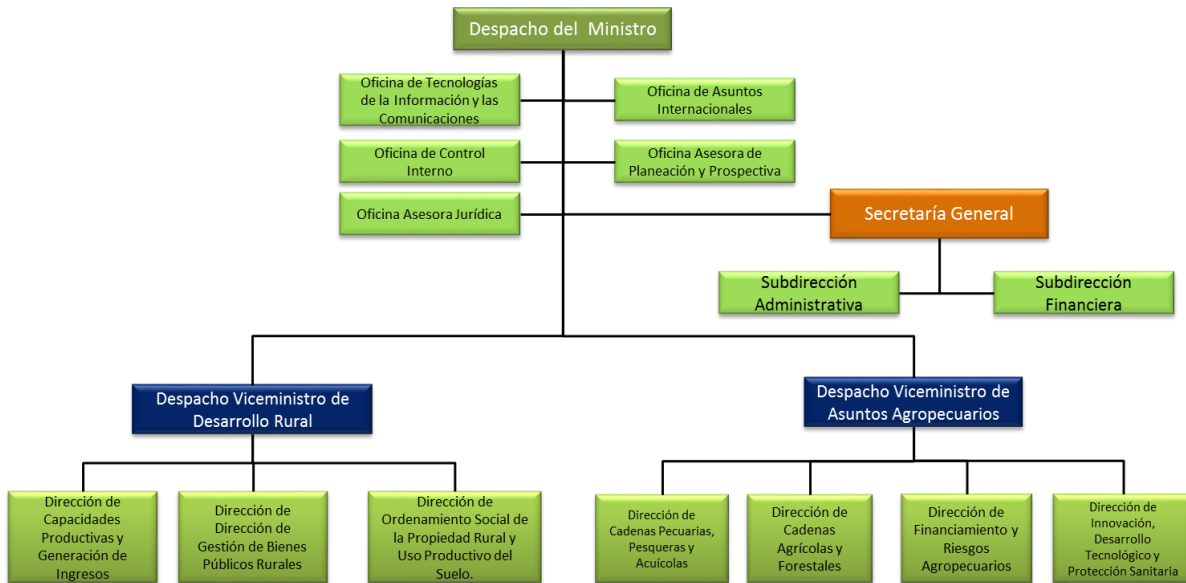 Despacho del Ministro
Oficina de Tecnologías
de la Información y las
Comunicaciones
Oficina de Asuntos
Internacionales
Oficina de Control
Interno
Oficina Asesora de
Planeación y Prospectiva
Oficina Asesora Jurídica
Secretaría General
Subdirección
Administrativa
Subdirección
Financiera
Despacho Viceministro de
Desarrollo Rural
Despacho Viceministro de
Asuntos Agropecuarios
Dirección de
Capacidades
Productivas y
Generación de
Ingresos
Dirección de
Dirección de
Gestión de Bienes
Públicos Rurales
Dirección de
Ordenamiento Social de
la Propiedad Rural y
Uso Productivo del
Suelo.
Dirección de
Cadenas Pecuarias,
Pesqueras y
Acuícolas
Dirección de
Cadenas
Agrícolas y
Forestales
Dirección de
Financiamiento y
Riesgos
Agropecuarios
Dirección de
Innovación,
Desarrollo
Tecnológico y
Protección Sanitaria